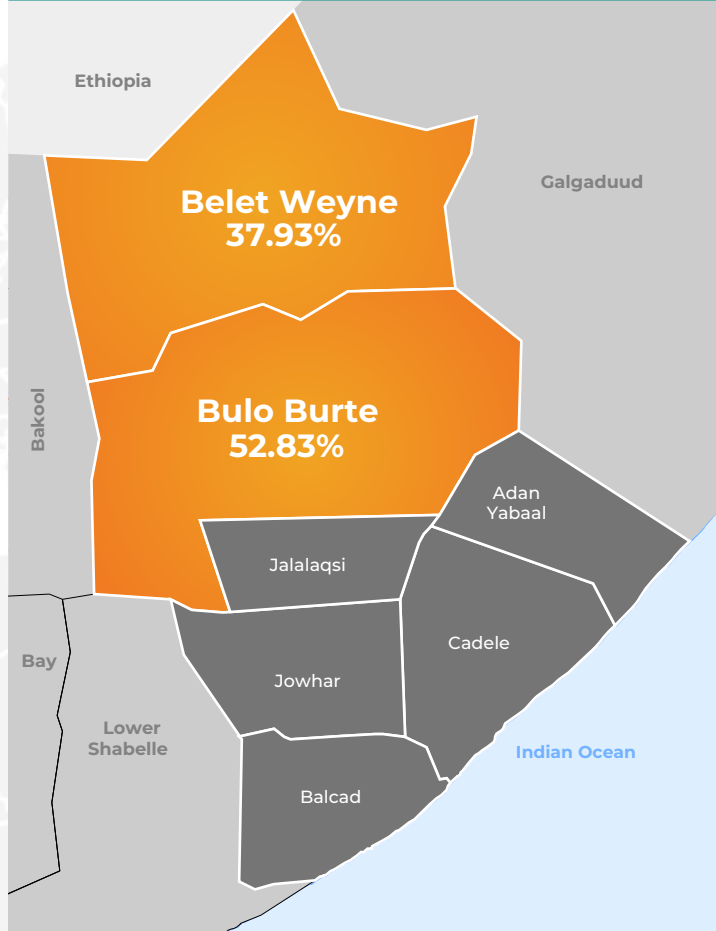 Ethiopia
Galgaduud
Belet Weyne
37.93%
Bakool
Bulo Burte
52.83%
Adan
Yabaal
Jalalaqsi
Cadele
Bay
Jowhar
Lower
Shabelle
Indian Ocean
Balcad